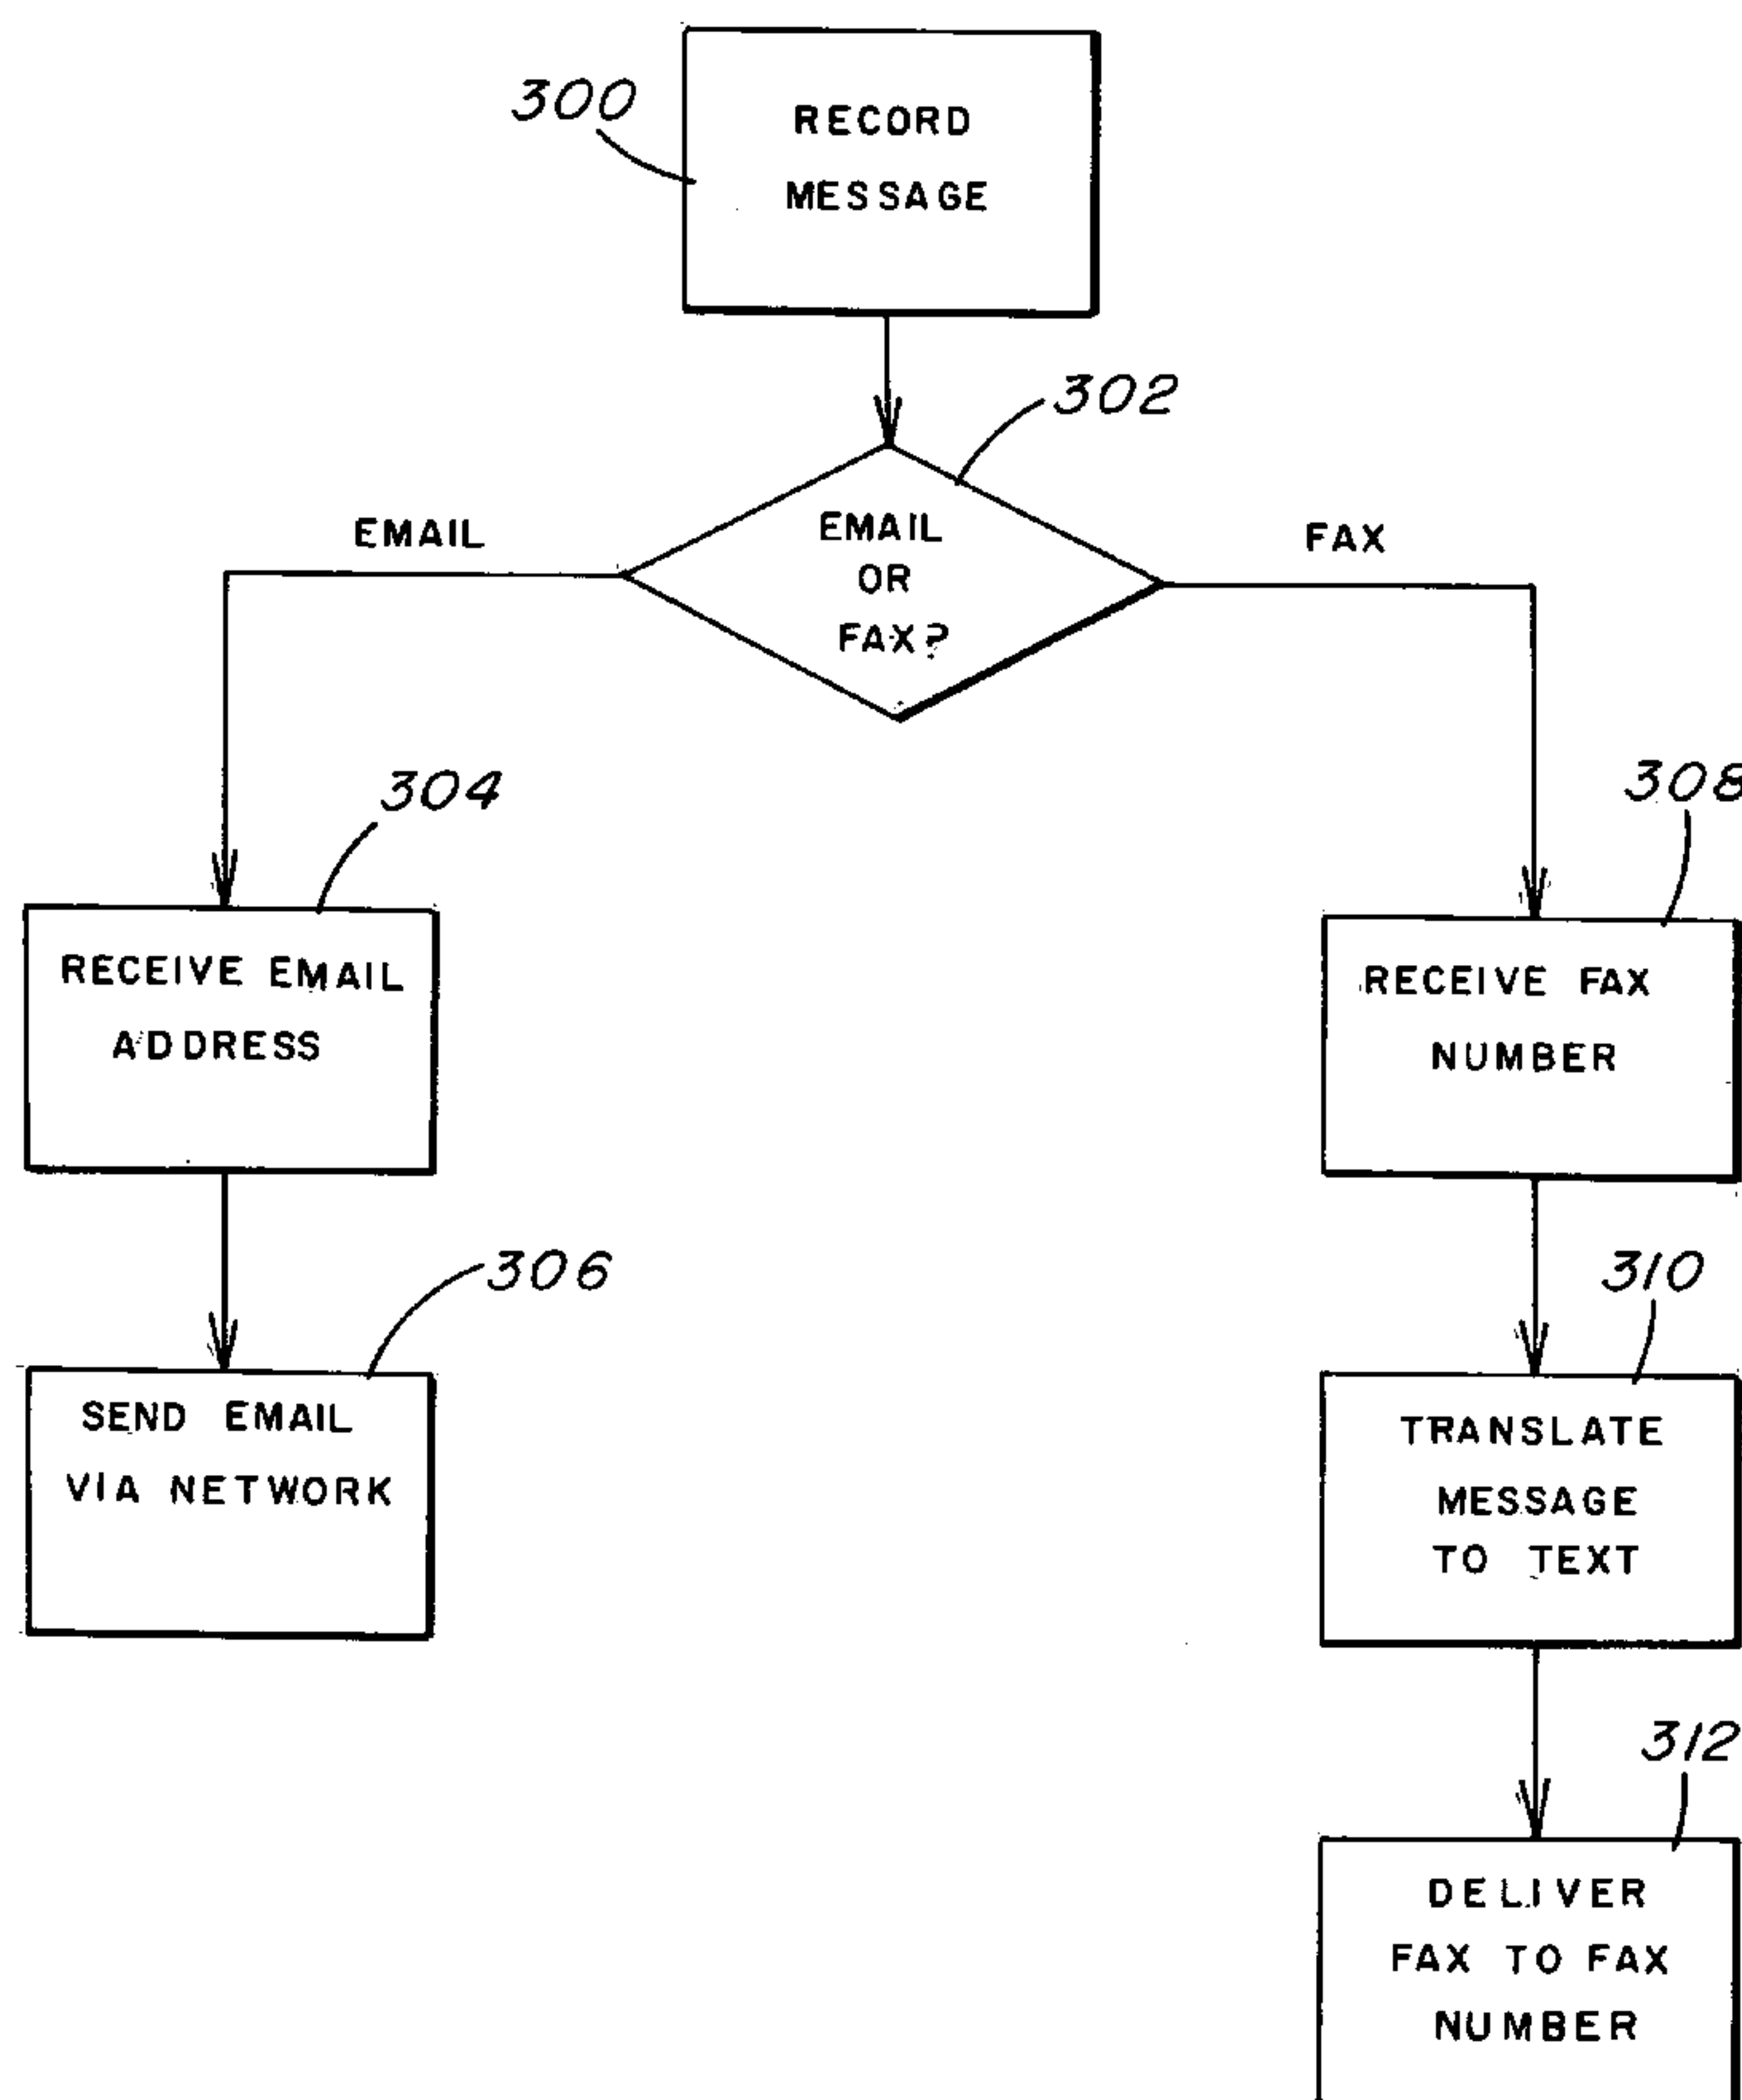 300
RECORD
MESSAGE
302
EMAIL
OR
FAX?
EMAIL
FAX
304
RECEIVE EMAIL
ADDRESS
306
SEND EMAIL
VIA NETWORK
308
RECEIVE FAX
NUMBER
310
TRANSLATE
MESSAGE
TO TEXT
312
DELIVER
FAX TO FAX
NUMBER